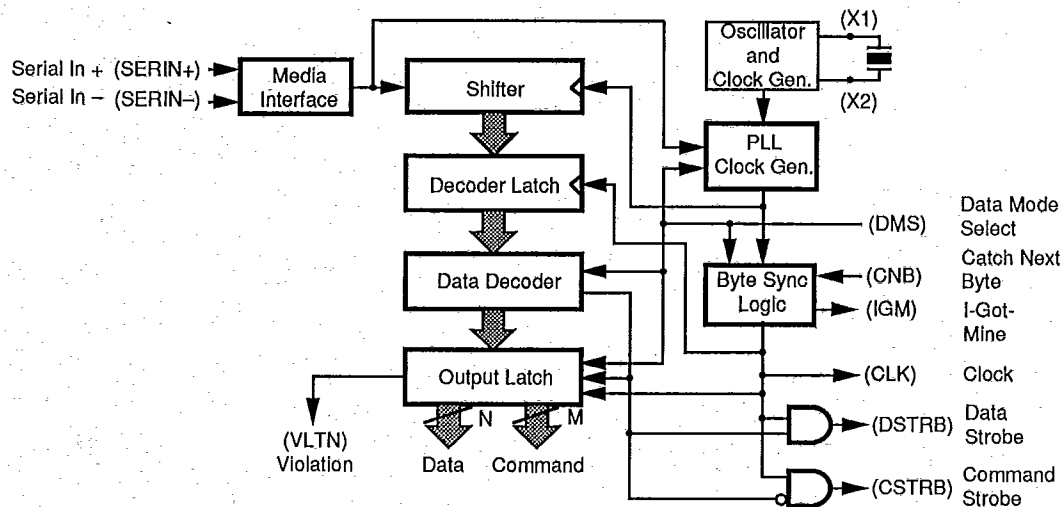 (X1)
Oscillator
and
Clock Gen.
(X2)
Serial In + (SERIN+)
Serial In – (SERIN–)
Media
Interface
Shifter
PLL
Clock Gen.
Decoder Latch
(DMS)
Data Mode
Select
Data Decoder
Byte Sync
Logic
(CNB)
Catch Next
Byte
(IGM)
I-Got-
Mine
Output Latch
(CLK)
Clock
N
M
(VLTN)
Violation
Data
Command
(DSTRB)
Data
Strobe
(CSTRB)
Command
Strobe